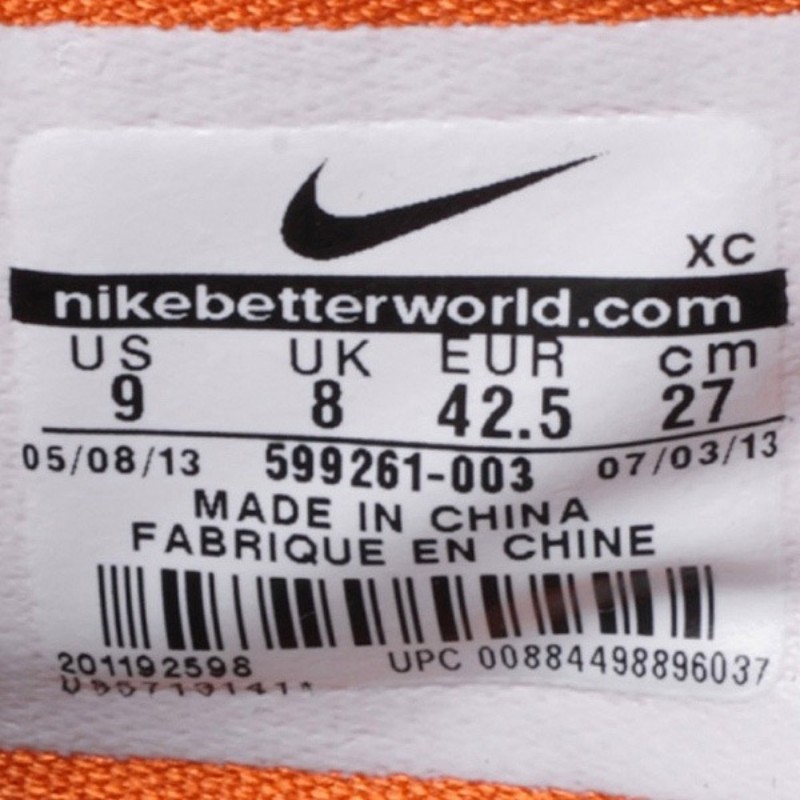 XC
nikebetterworld.com
US UK EUR cm
9 8 42.5 27
05/08/13 599261-003 07/03/13
MADE IN CHINA
FABRIQUE EN CHINE
201192598 UPC 00884498896037